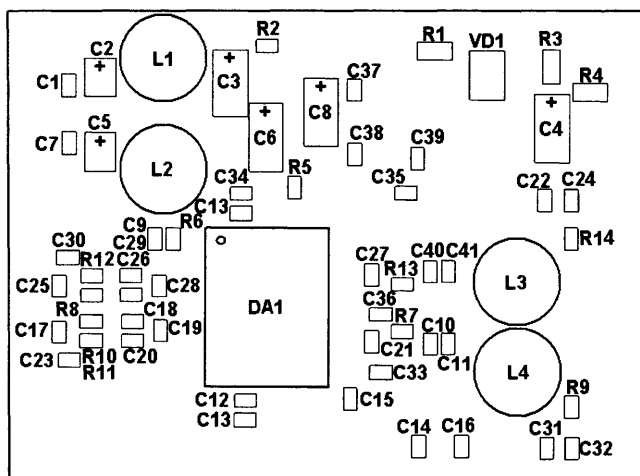 R2
R1
VD1
R3
C2
+
L1
C3
+
C1
C37
R4
C8
+
C6
+
C4
+
C5
+
C7
L2
C38
C39
C34
R5
C35
C22
C24
C13
C9
C29
R6
R14
C30
R12
C26
C27
C40
C41
R13
C25
C28
DA1
L3
C36
R8
C18
R7
C17
C19
C10
C23
R10
R11
C20
C21
C11
C33
L4
C12
C15
R9
C13
C14
C16
C31
C32